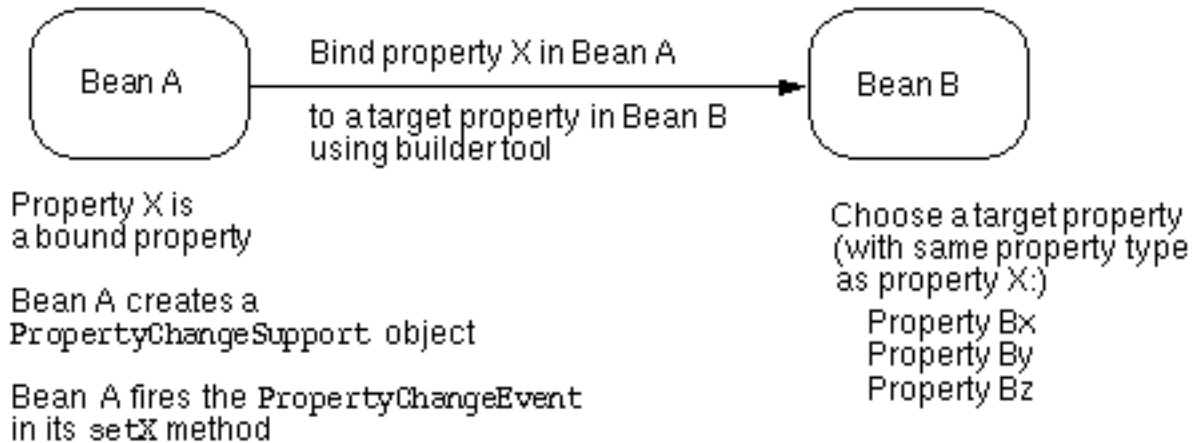 Bean A
Bind property X in Bean A
to a target property in Bean B
using builder tool
Bean B
Property X is
a bound property
Bean A creates a
PropertyChangeSupport object
Bean A fires the PropertyChangeEvent
in its setX method
Choose a target property
(with same property type
as property X:)
Property Bx
Property By
Property Bz